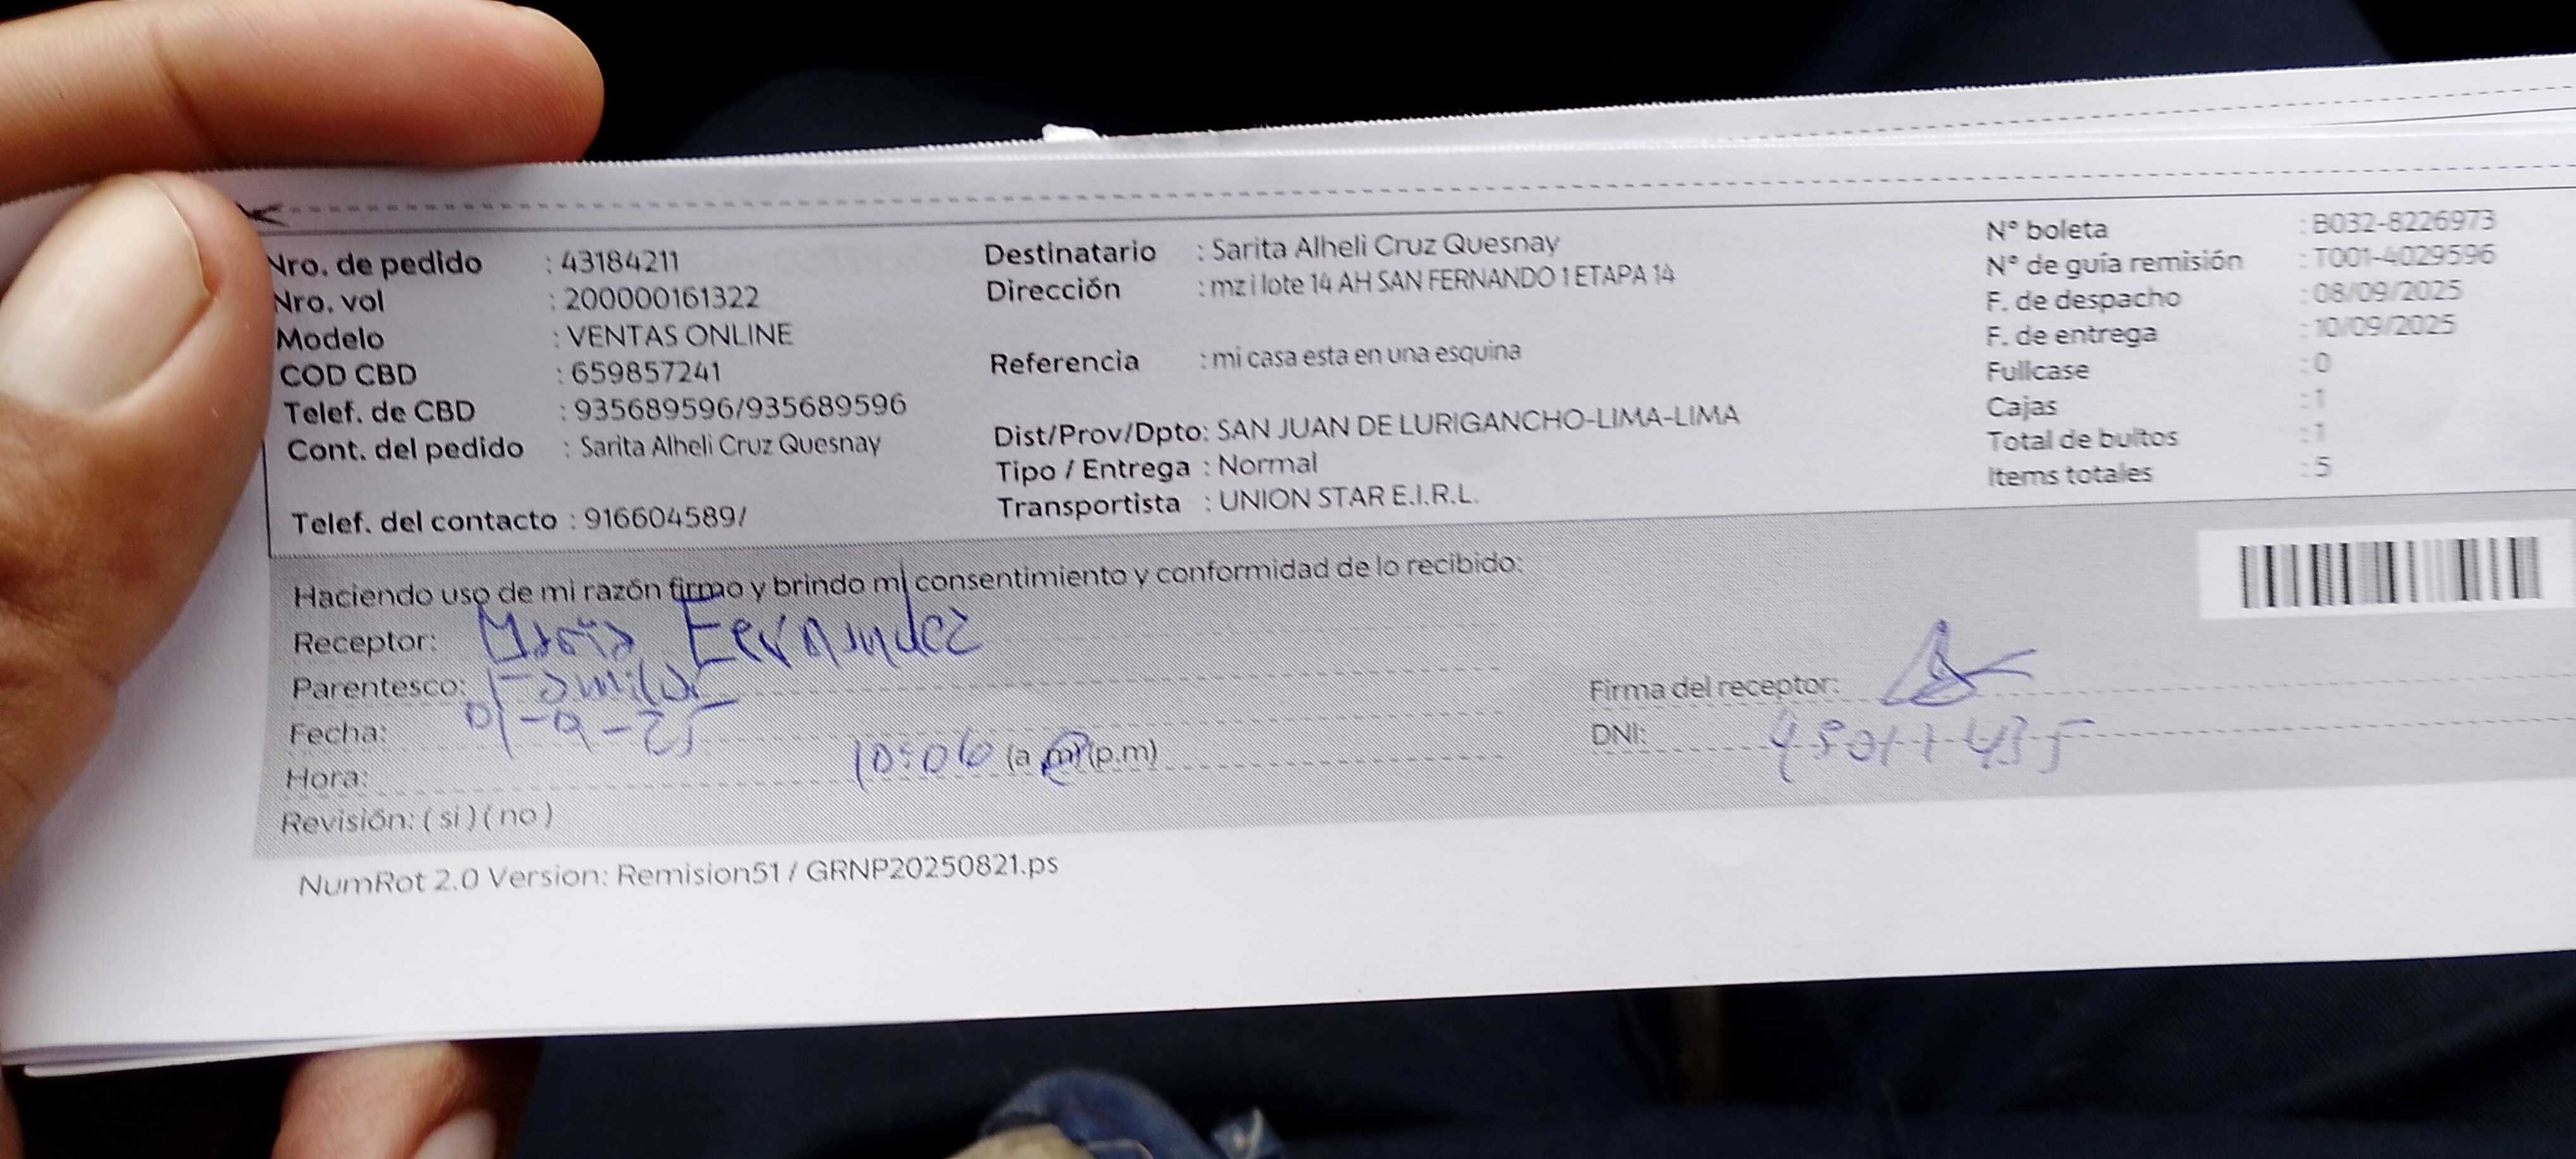 Nro. de pedido : 43184211
Nro. vol : 200000161322
Modelo : VENTAS ONLINE
COD CBD : 659857241
Telef. de CBD : 935689596/935689596
Cont. del pedido : Sarita Alheli Cruz Quesnay
Telef. del contacto : 916604589/
Destinatario : Sarita Alheli Cruz Quesnay
Dirección : mz i lote 14 AH SAN FERNANDO 1 ETAPA 14
Referencia : mi casa esta en una esquina
Dist/Prov/Dpto: SAN JUAN DE LURIGANCHO-LIMA-LIMA
Tipo / Entrega : Normal
Transportista : UNION STAR E.I.R.L.
N° boleta : B032-8226973
N° de guía remisión : T001-4029596
F. de despacho : 08/09/2025
F. de entrega : 10/09/2025
Fullcase : 0
Cajas : 1
Total de bultos : 1
Items totales : 5
Haciendo uso de mi razón firmo y brindo mi consentimiento y conformidad de lo recibido:
Receptor: María Fernandez
Parentesco: Familiar
Fecha:
Hora: 10:06 (a.m)(p.m)
Revisión: ( si ) ( no )
Firma del receptor:
DNI:
NumRot 2.0 Version: Remision51 / GRNP20250821.ps